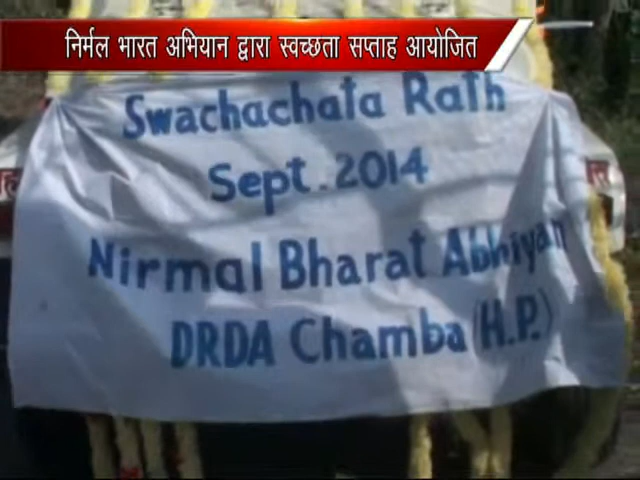 निर्मल भारत अभियान द्वारा स्वच्छता सप्ताह आयोजित
Swachachata Rath
Sept. 2014
Nirmal Bharat Abhiyan
DRDA Chamba (H.P.)